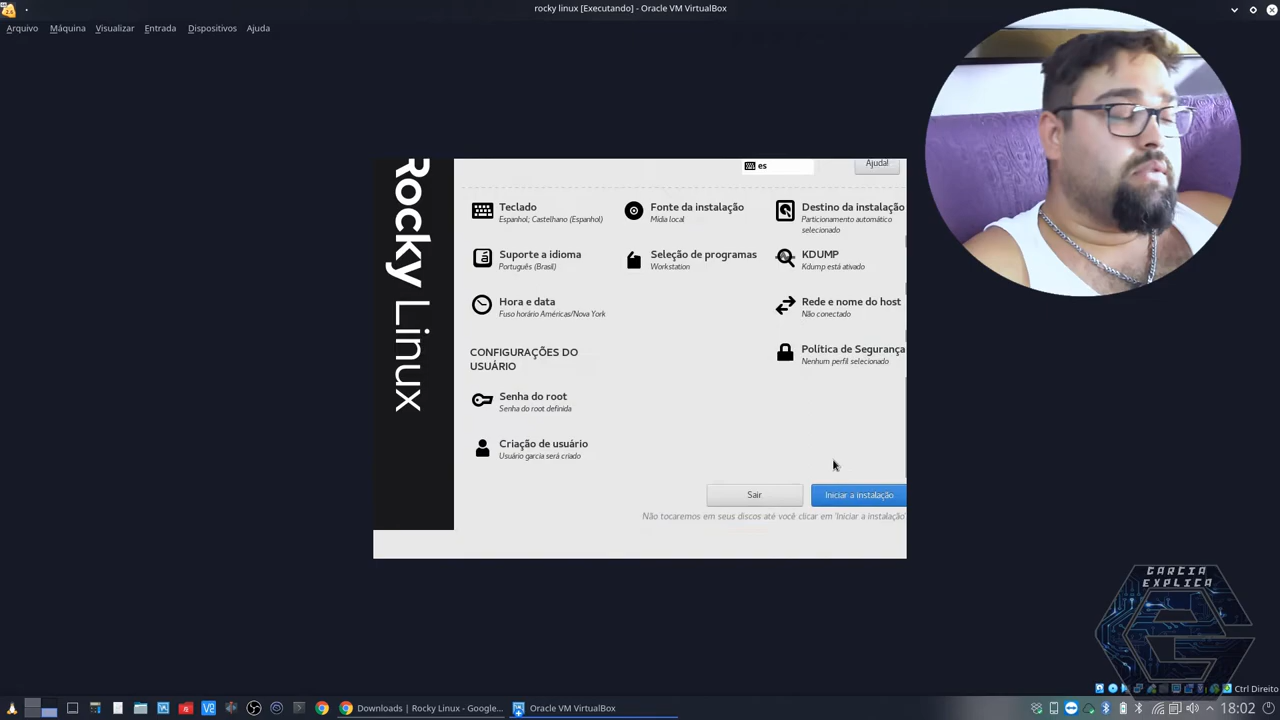 rocky linux [Executando] - Oracle VM VirtualBox
Arquivo Máquina Visualizar Entrada Dispositivos Ajuda
Rocky Linux
es
Ajuda!
Teclado
Espanhol; Castelhano (Espanhol)
Fonte da instalação
Mídia local
Destino da instalação
Particionamento automático
selecionado
Suporte a idioma
Português (Brasil)
Seleção de programas
Workstation
KDUMP
Kdump está ativado
Hora e data
Fuso horário Américas/Nova York
Rede e nome do host
Não conectado
CONFIGURAÇÕES DO
USUÁRIO
Política de Segurança
Nenhum perfil selecionado
Senha do root
Senha do root definida
Criação de usuário
Usuário garcia será criado
Sair
Iniciar a instalação
Não tocaremos em seus discos até você clicar em 'Iniciar a instalação'
GARCIA
EXPLICA
Ctrl Direito
Downloads | Rocky Linux - Google...
Oracle VM VirtualBox
18:02